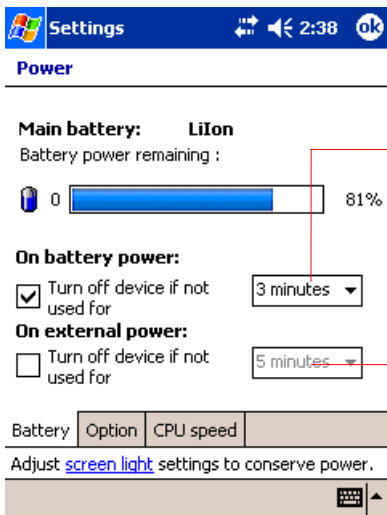 Settings 2:38 ok
Power
Main battery: LiIon
Battery power remaining :
0 81%
On battery power:
Turn off device if not used for 3 minutes
On external power:
Turn off device if not used for 5 minutes
Battery Option CPU speed
Adjust screen light settings to conserve power.